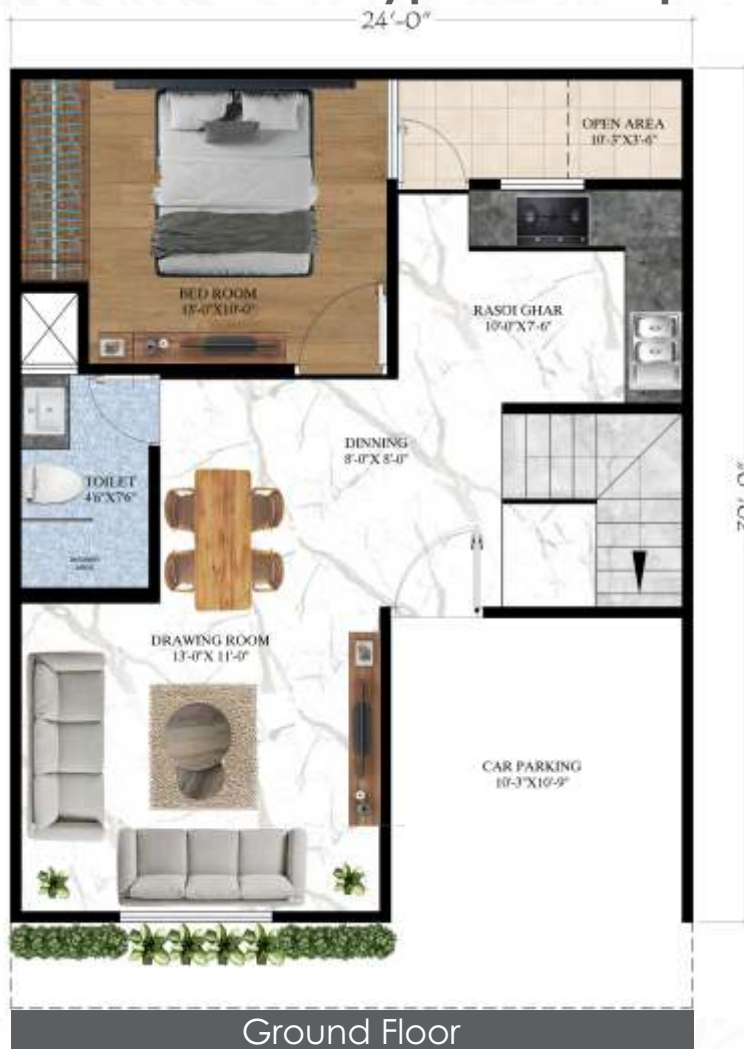 24'-0"
OPEN AREA
10'-3"X3'-6"
BED ROOM
13'-0"X10'-0"
RASOI GHAR
10'-0"X7'-6"
DINNING
8'-0"X 8'-0"
TOILET
4'6"X7'6"
DRAWING ROOM
13'-0"X 11'-0"
CAR PARKING
10'-3"X10'-9"
Ground Floor